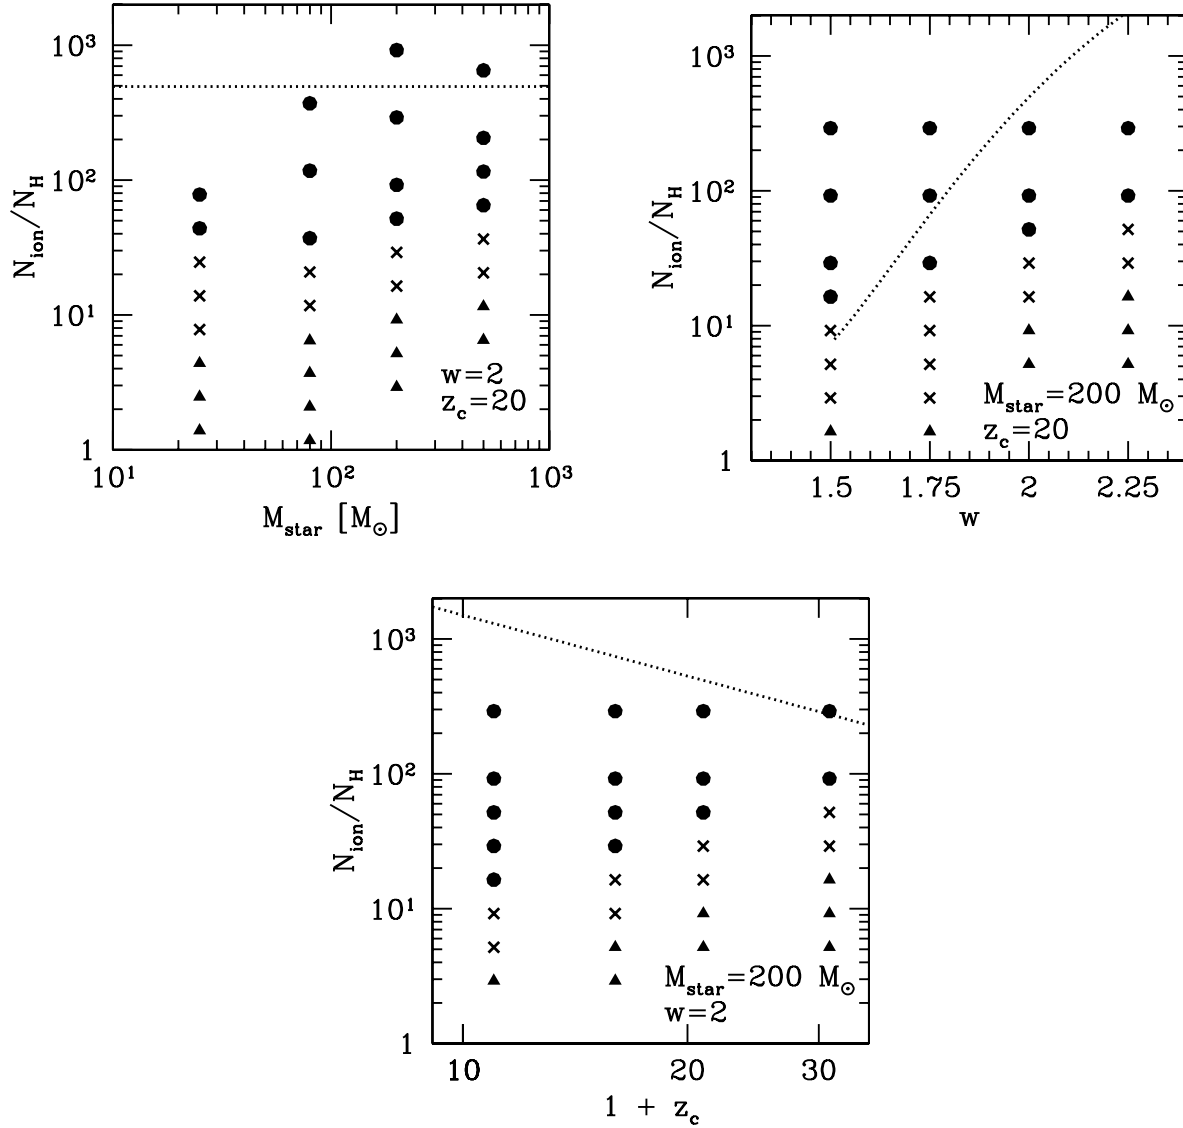 10³
10²
10¹
1
N_ion/N_H
w=2
z_c=20
10¹ 10² 10³
M_star [M_⊙]
10³
10²
10¹
1
N_ion/N_H
M_star=200 M_⊙
z_c=20
1.5 1.75 2 2.25
w
10³
10²
10¹
1
N_ion/N_H
M_star=200 M_⊙
w=2
10 20 30
1 + z_c